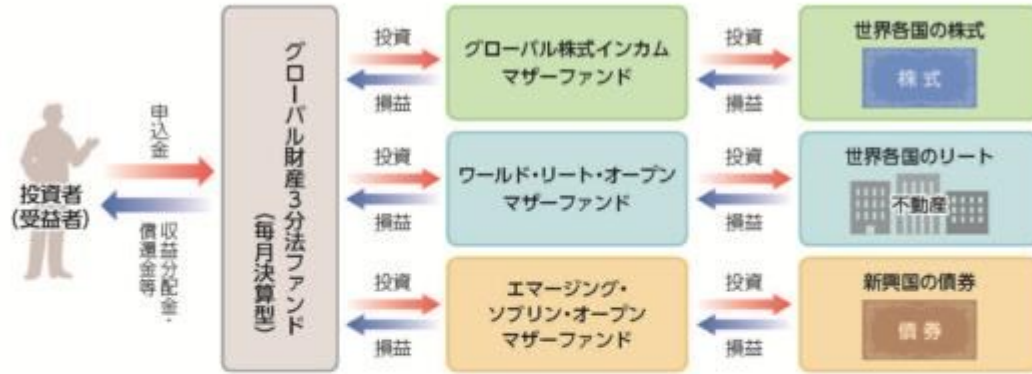 投資者
(受益者)
申込金
収益分配金・
償還金等
グローバル財産3分法ファンド
(毎月決算型)
投資
損益
グローバル株式インカム
マザーファンド
投資
損益
世界各国の株式
株式
投資
損益
ワールド・リート・オープン
マザーファンド
投資
損益
世界各国のリート
不動産
投資
損益
エマージング・
ソブリン・オープン
マザーファンド
投資
損益
新興国の債券
債券